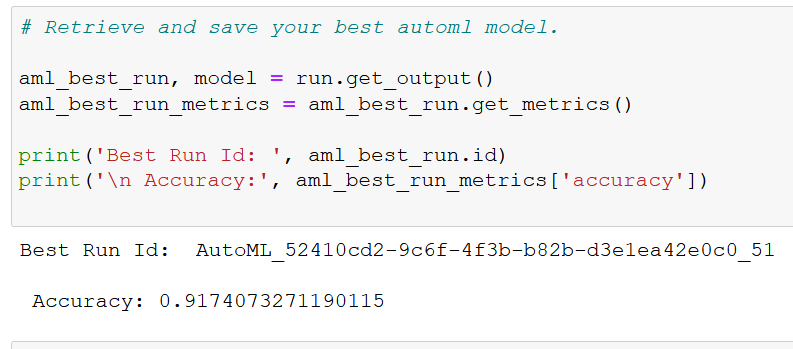 # Retrieve and save your best automl model.
aml_best_run, model = run.get_output()
aml_best_run_metrics = aml_best_run.get_metrics()
print('Best Run Id: ', aml_best_run.id)
print('\n Accuracy:', aml_best_run_metrics['accuracy'])
Best Run Id:  AutoML_52410cd2-9c6f-4f3b-b82b-d3e1ea42e0c0_51
Accuracy: 0.9174073271190115